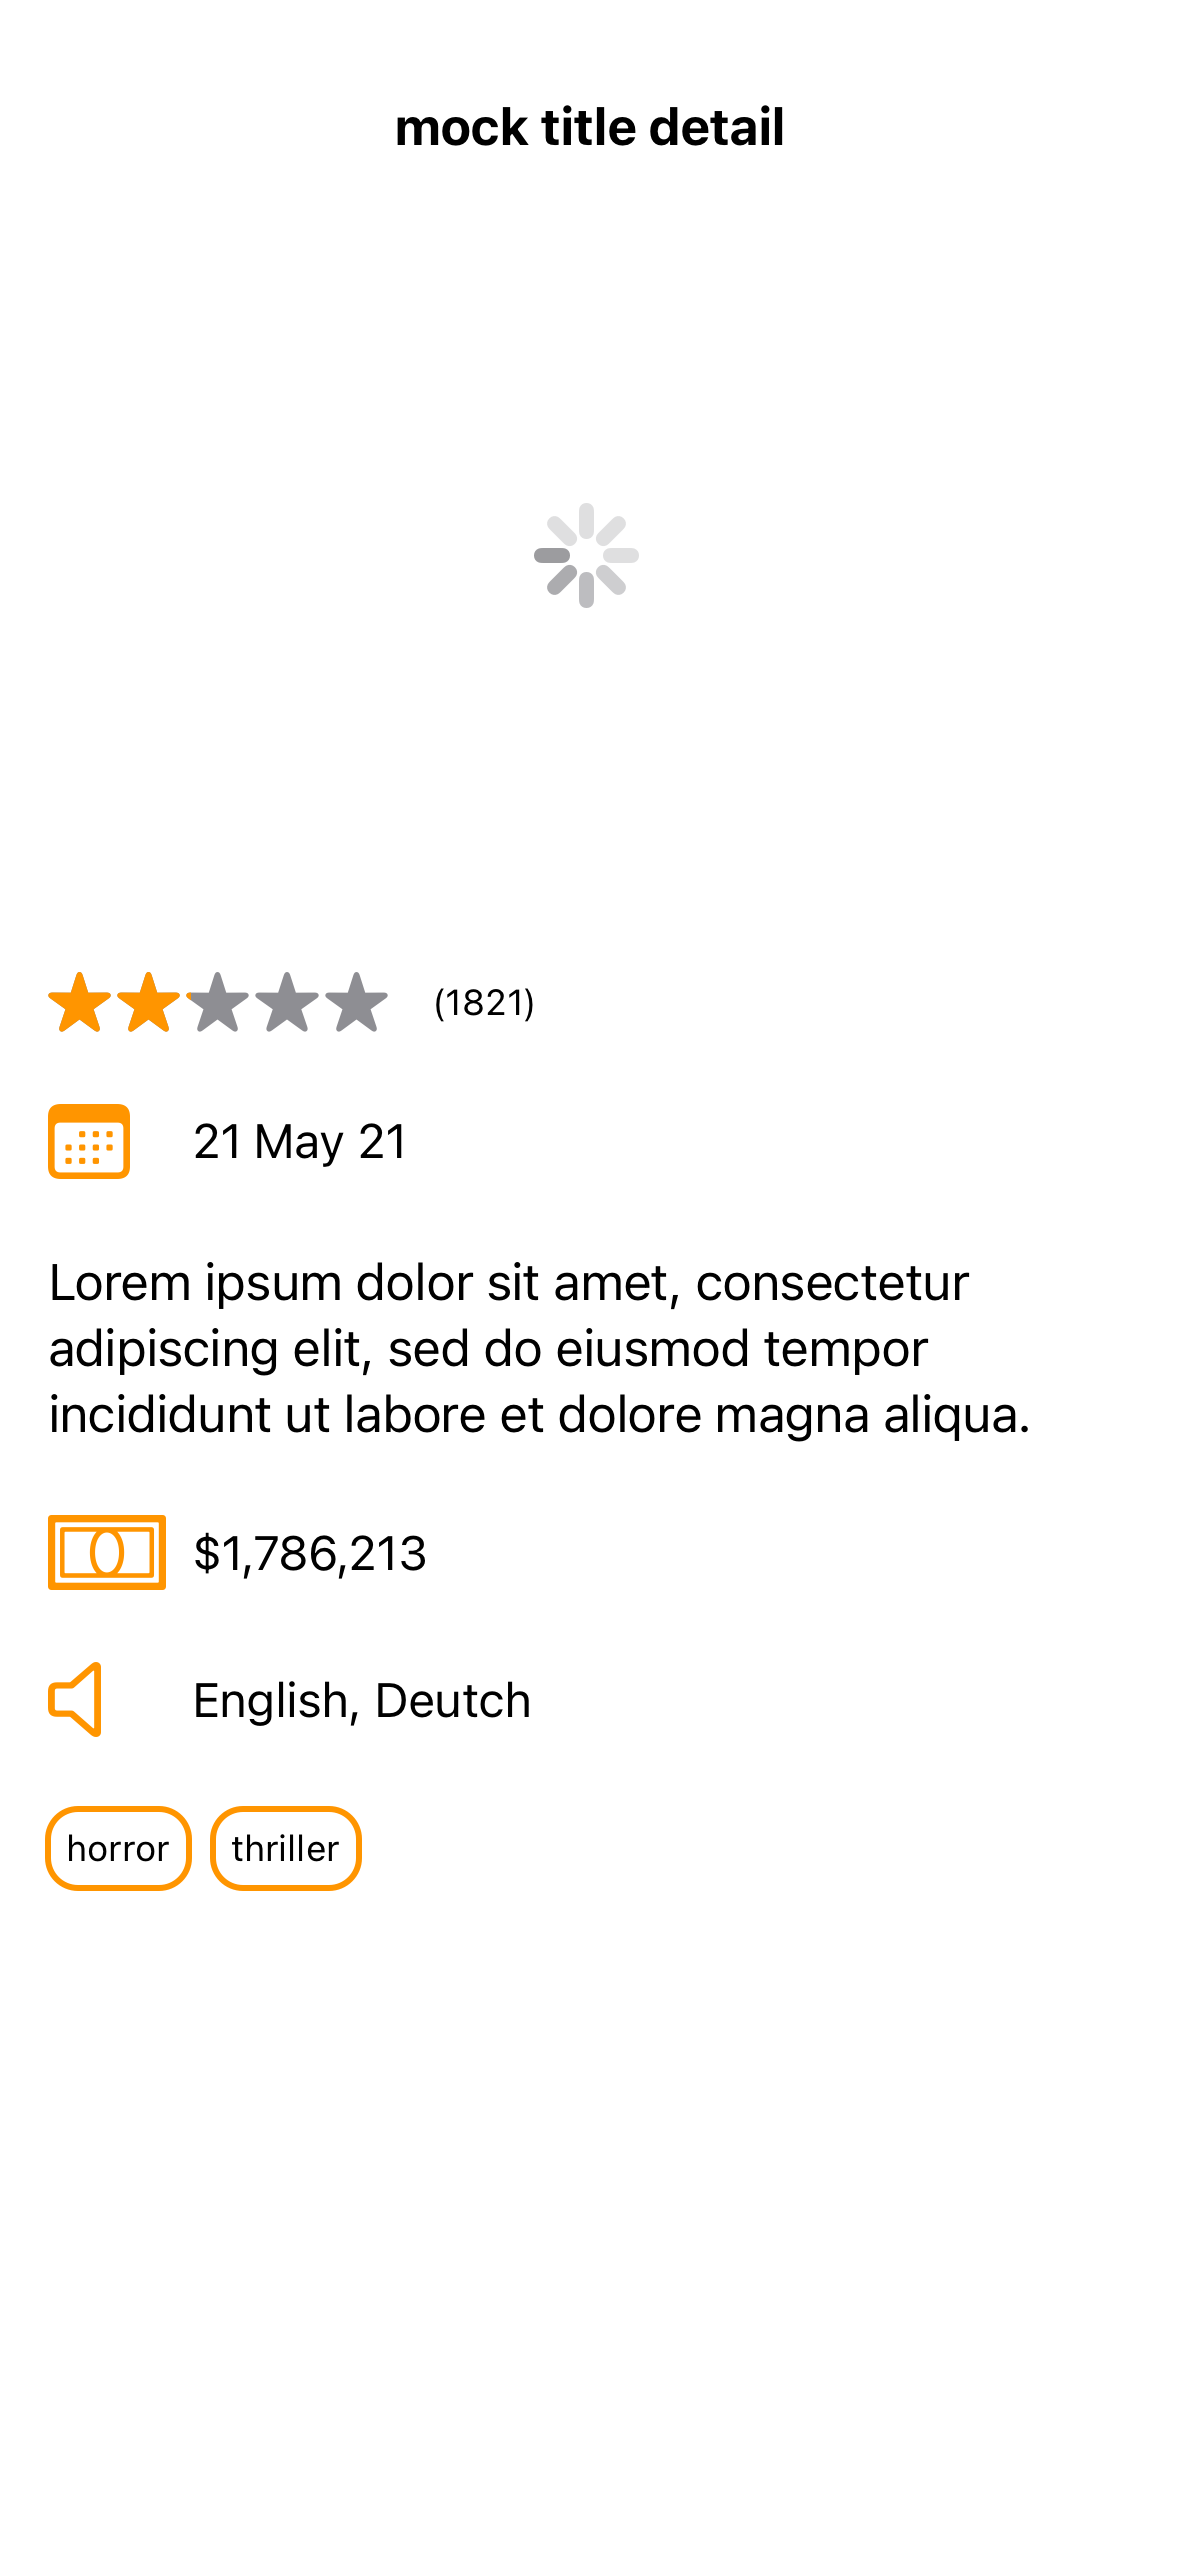 mock title detail
(1821)
21 May 21
Lorem ipsum dolor sit amet, consectetur
adipiscing elit, sed do eiusmod tempor
incididunt ut labore et dolore magna aliqua.
$1,786,213
English, Deutch
horror thriller